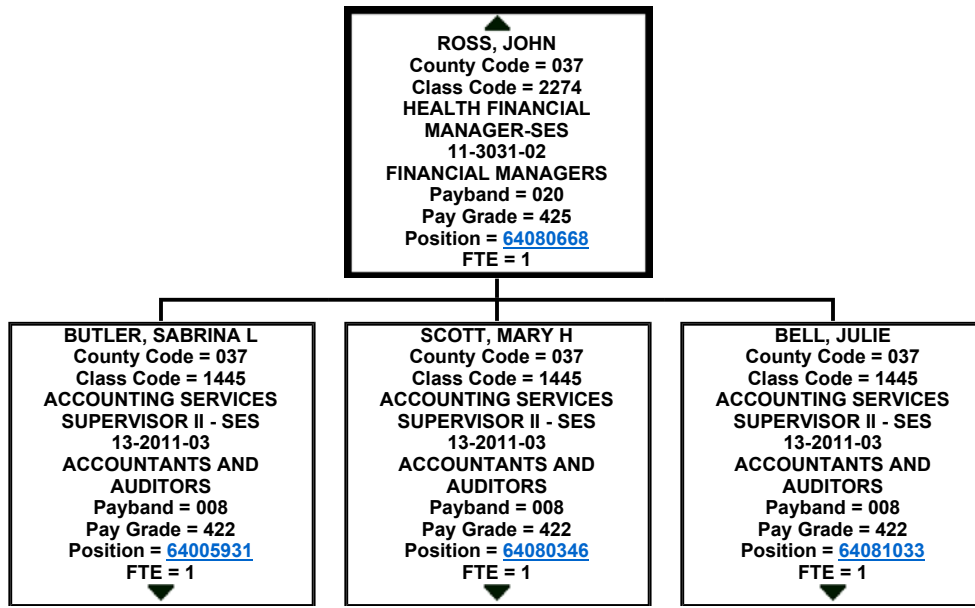 ROSS, JOHN
County Code = 037
Class Code = 2274
HEALTH FINANCIAL
MANAGER-SES
11-3031-02
FINANCIAL MANAGERS
Payband = 020
Pay Grade = 425
Position = 64080668
FTE = 1
BUTLER, SABRINA L
County Code = 037
Class Code = 1445
ACCOUNTING SERVICES
SUPERVISOR II - SES
13-2011-03
ACCOUNTANTS AND
AUDITORS
Payband = 008
Pay Grade = 422
Position = 64005931
FTE = 1
SCOTT, MARY H
County Code = 037
Class Code = 1445
ACCOUNTING SERVICES
SUPERVISOR II - SES
13-2011-03
ACCOUNTANTS AND
AUDITORS
Payband = 008
Pay Grade = 422
Position = 64080346
FTE = 1
BELL, JULIE
County Code = 037
Class Code = 1445
ACCOUNTING SERVICES
SUPERVISOR II - SES
13-2011-03
ACCOUNTANTS AND
AUDITORS
Payband = 008
Pay Grade = 422
Position = 64081033
FTE = 1